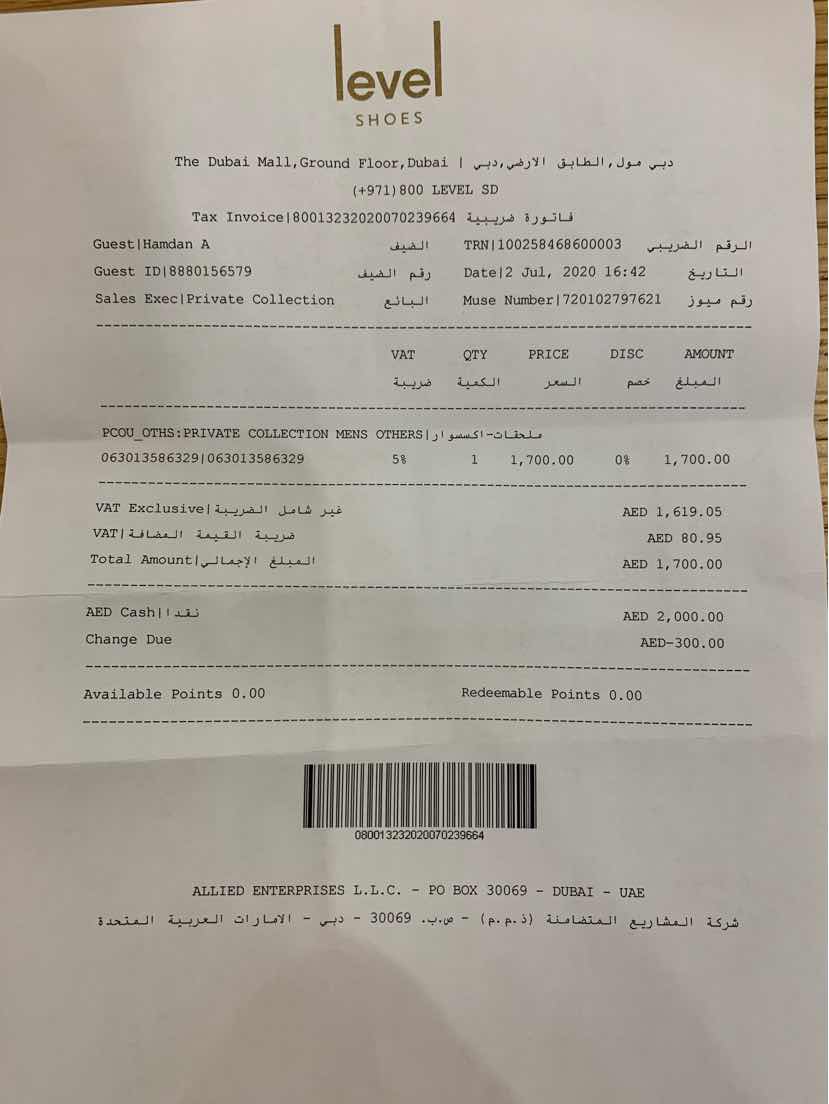 level
SHOES
The Dubai Mall,Ground Floor,Dubai | دبي مول,الطابق الارضي,دبي
(+971)800 LEVEL SD
Tax Invoice|80013232020070239664 فاتورة ضريبية
Guest|Hamdan A الضيف TRN|100258468600003 الرقم الضريبي
Guest ID|8880156579 رقم الضيف Date|2 Jul, 2020 16:42 التاريخ
Sales Exec|Private Collection البائع Muse Number|720102797621 رقم ميوز
VAT QTY PRICE DISC AMOUNT
ضريبة الكمية السعر خصم المبلغ
PCOU_OTHS:PRIVATE COLLECTION MENS OTHERS|ملحقات-اكسسوار
063013586329|063013586329 5% 1 1,700.00 0% 1,700.00
VAT Exclusive|غير شامل الضريبة AED 1,619.05
VAT|ضريبة القيمة المضافة AED 80.95
Total Amount|المبلغ الإجمالي AED 1,700.00
AED Cash|نقدا AED 2,000.00
Change Due AED-300.00
Available Points 0.00 Redeemable Points 0.00
080013232020070239664
ALLIED ENTERPRISES L.L.C. - PO BOX 30069 - DUBAI - UAE
شركة المشاريع المتضامنة (ذ.م.م) - ص.ب. 30069 - دبي - الامارات العربية المتحدة